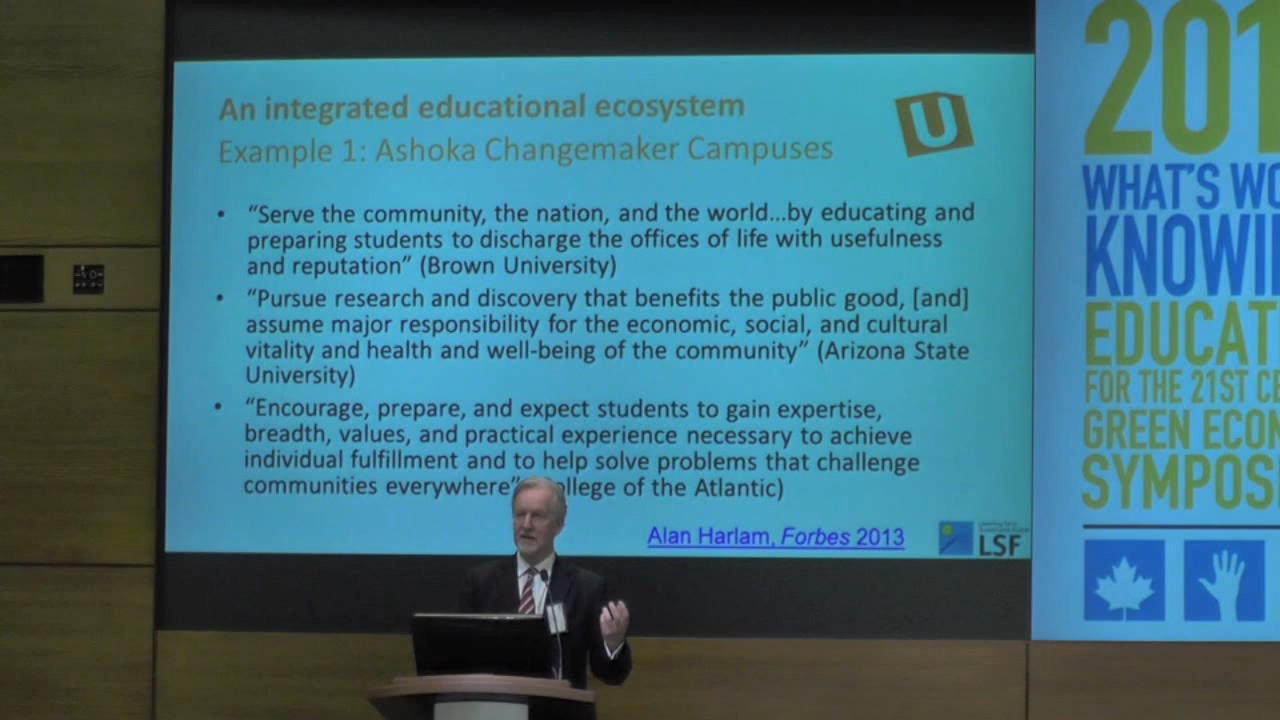 An integrated educational ecosystem
Example 1: Ashoka Changemaker Campuses
U
• “Serve the community, the nation, and the world...by educating and
preparing students to discharge the offices of life with usefulness
and reputation” (Brown University)
• “Pursue research and discovery that benefits the public good, [and]
assume major responsibility for the economic, social, and cultural
vitality and health and well-being of the community” (Arizona State
University)
• “Encourage, prepare, and expect students to gain expertise,
breadth, values, and practical experience necessary to achieve
individual fulfillment and to help solve problems that challenge
communities everywhere” llege of the Atlantic)
Alan Harlam, Forbes 2013
LSF
201
WHAT'S WO
KNOWI
EDUCAT
FOR THE 21ST CE
GREEN ECON
SYMPOS